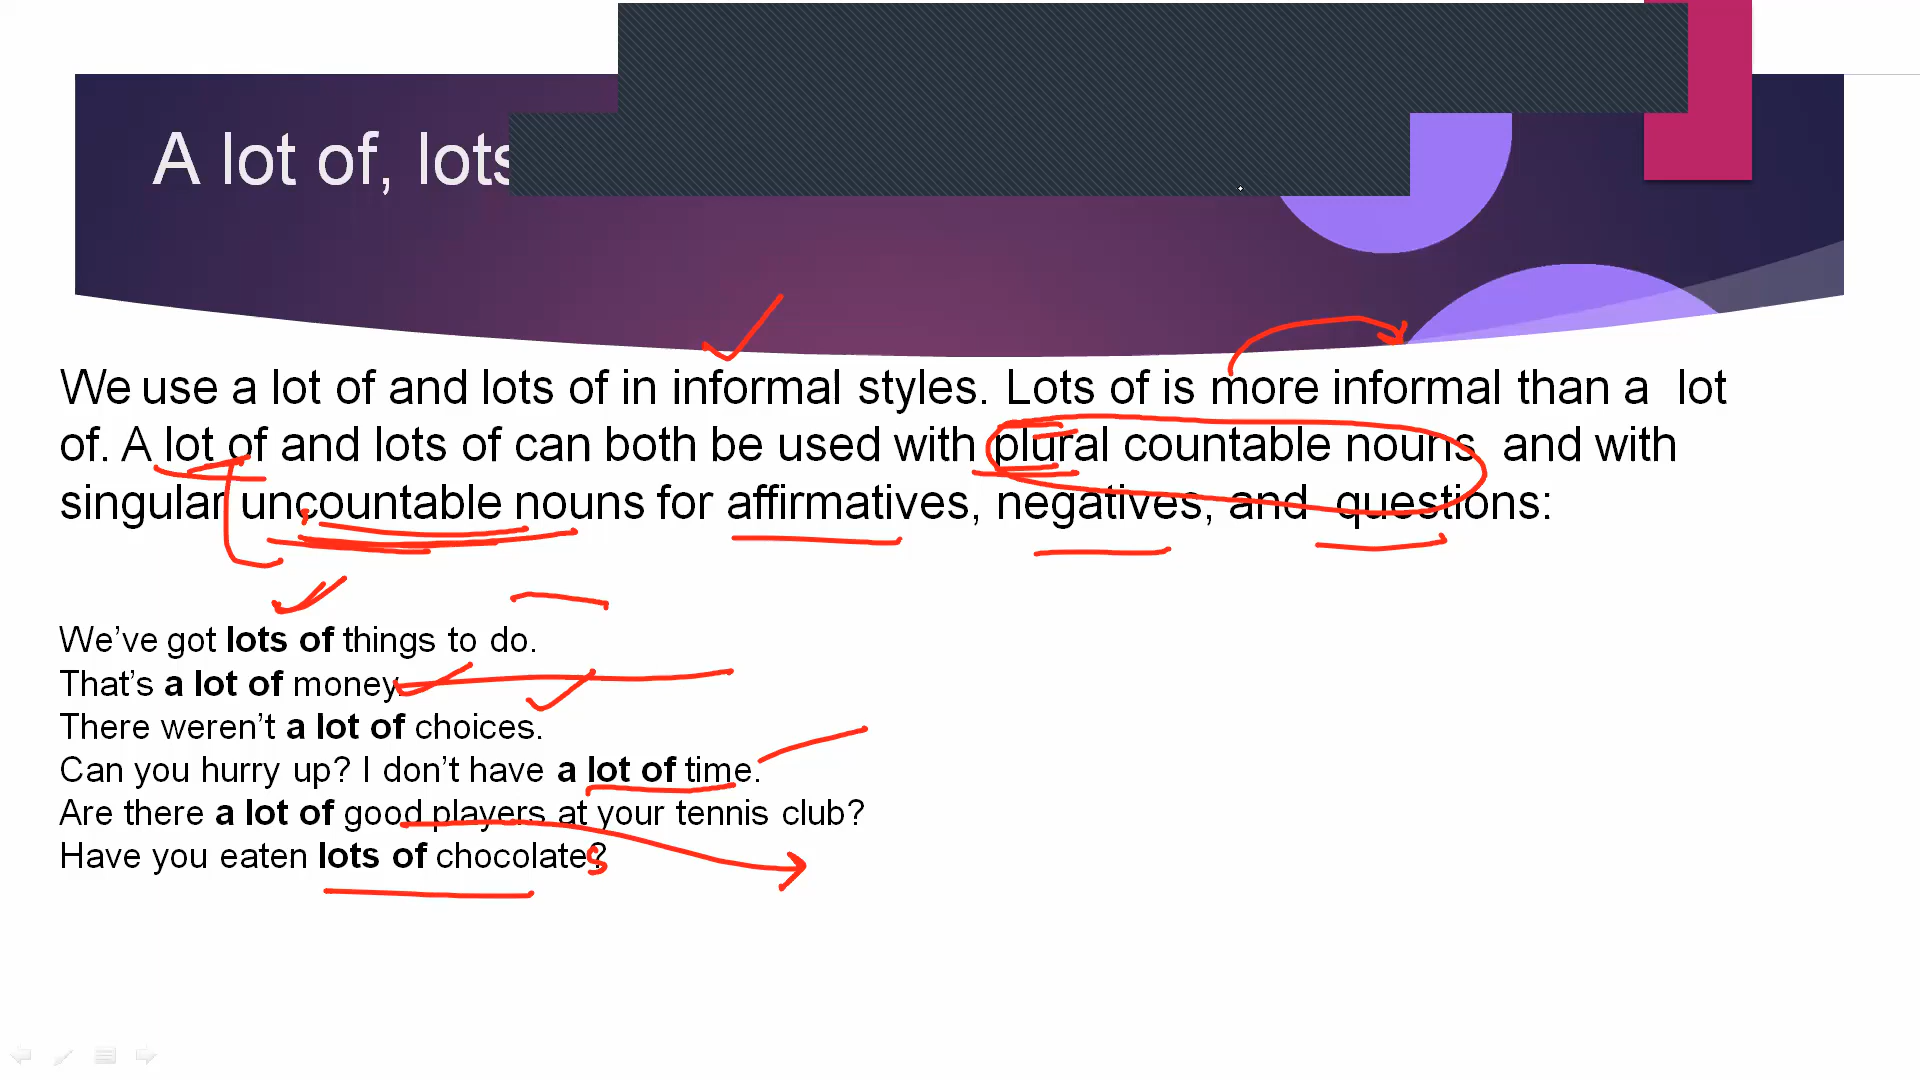 A lot of, lots
We use a lot of and lots of in informal styles. Lots of is more informal than a lot
of. A lot of and lots of can both be used with plural countable nouns and with
singular uncountable nouns for affirmatives, negatives, and questions:
We’ve got lots of things to do.
That’s a lot of money.
There weren’t a lot of choices.
Can you hurry up? I don’t have a lot of time.
Are there a lot of good players at your tennis club?
Have you eaten lots of chocolates?